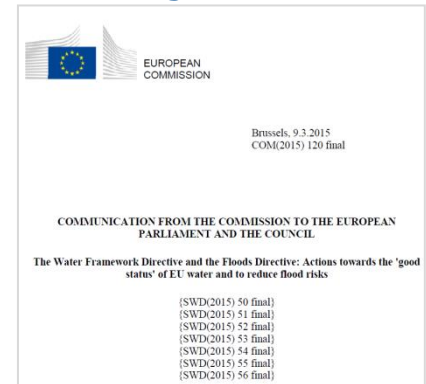 EUROPEAN
COMMISSION
Brussels, 9.3.2015
COM(2015) 120 final
COMMUNICATION FROM THE COMMISSION TO THE EUROPEAN
PARLIAMENT AND THE COUNCIL
The Water Framework Directive and the Floods Directive: Actions towards the 'good
status' of EU water and to reduce flood risks
{SWD(2015) 50 final}
{SWD(2015) 51 final}
{SWD(2015) 52 final}
{SWD(2015) 53 final}
{SWD(2015) 54 final}
{SWD(2015) 55 final}
{SWD(2015) 56 final}